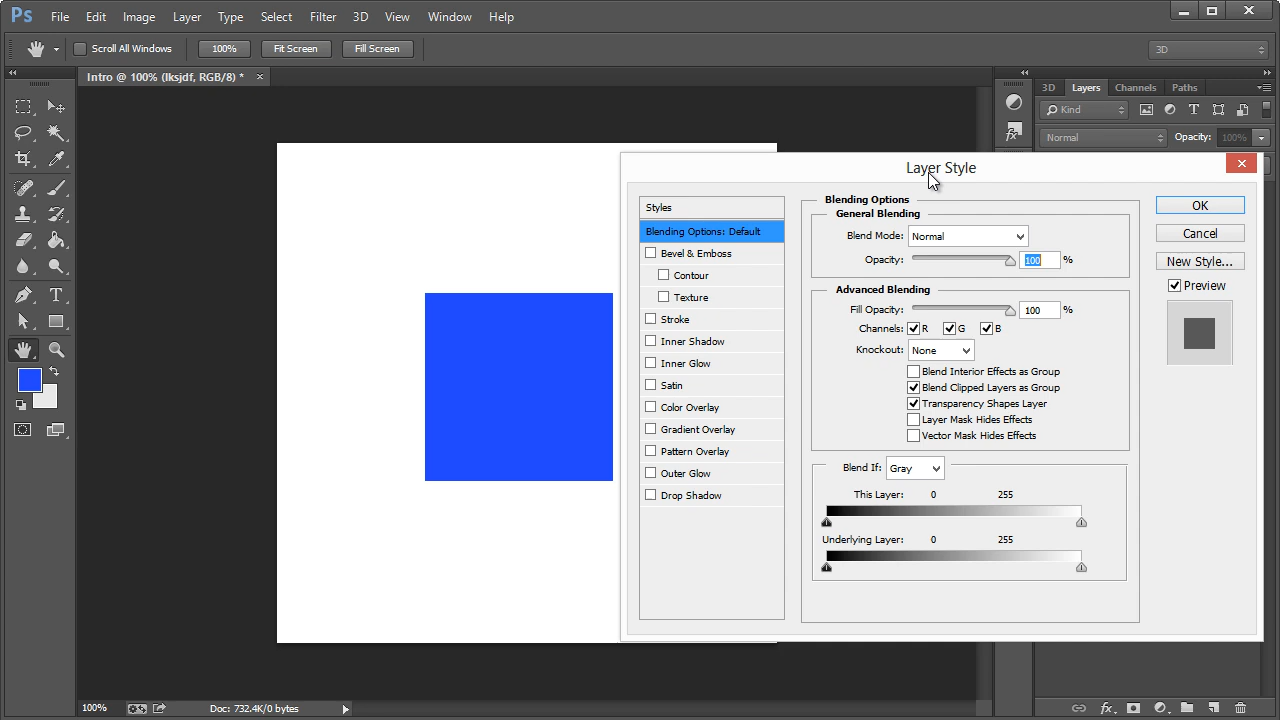 Ps File Edit Image Layer Type Select Filter 3D View Window Help
Scroll All Windows 100% Fit Screen Fill Screen 3D
Intro @ 100% (lksjdf, RGB/8) * ×
3D Layers Channels Paths
Kind
Normal Opacity: 100%
Layer Style
Styles
Blending Options: Default
Bevel & Emboss
Contour
Texture
Stroke
Inner Shadow
Inner Glow
Satin
Color Overlay
Gradient Overlay
Pattern Overlay
Outer Glow
Drop Shadow
Blending Options
General Blending
Blend Mode: Normal
Opacity: 100 %
Advanced Blending
Fill Opacity: 100 %
Channels: R G B
Knockout: None
Blend Interior Effects as Group
Blend Clipped Layers as Group
Transparency Shapes Layer
Layer Mask Hides Effects
Vector Mask Hides Effects
Blend If: Gray
This Layer: 0 255
Underlying Layer: 0 255
OK
Cancel
New Style...
Preview
100% Doc: 732.4K/0 bytes